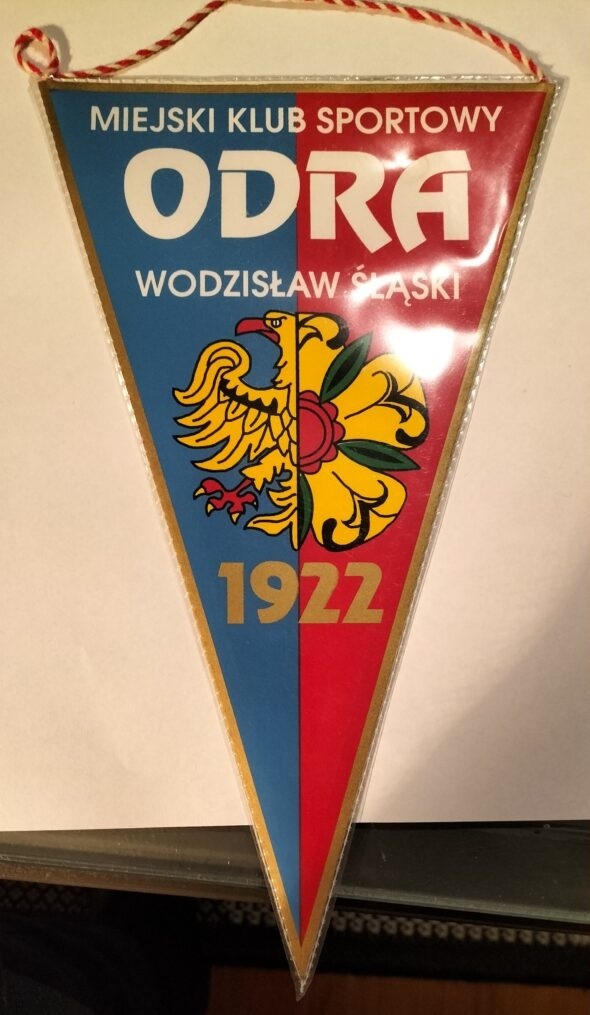 MIEJSKI KLUB SPORTOWY
ODRA
WODZISŁAW ŚLĄSKI
1922